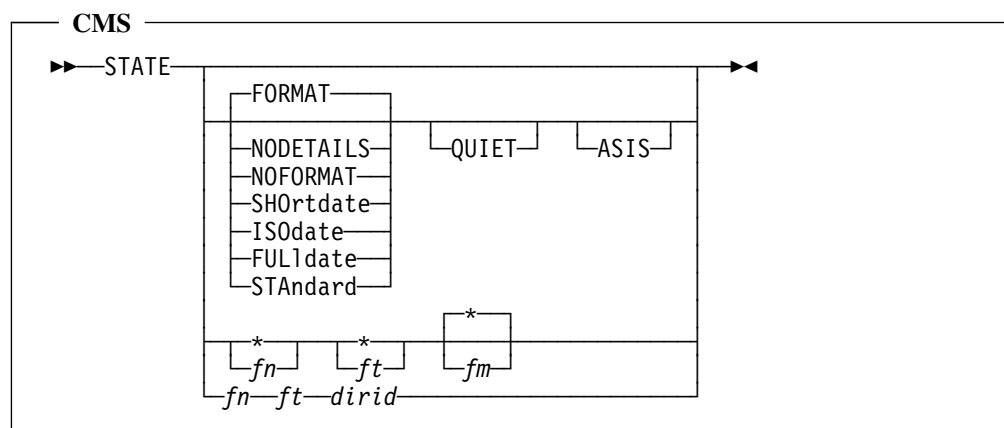 CMS
STATE
FORMAT
NODETAILS QUIET ASIS
NOFORMAT
SHOrtdate
ISOdate
FULldate
STAndard
*
* *
fn ft fm
fn ft dirid